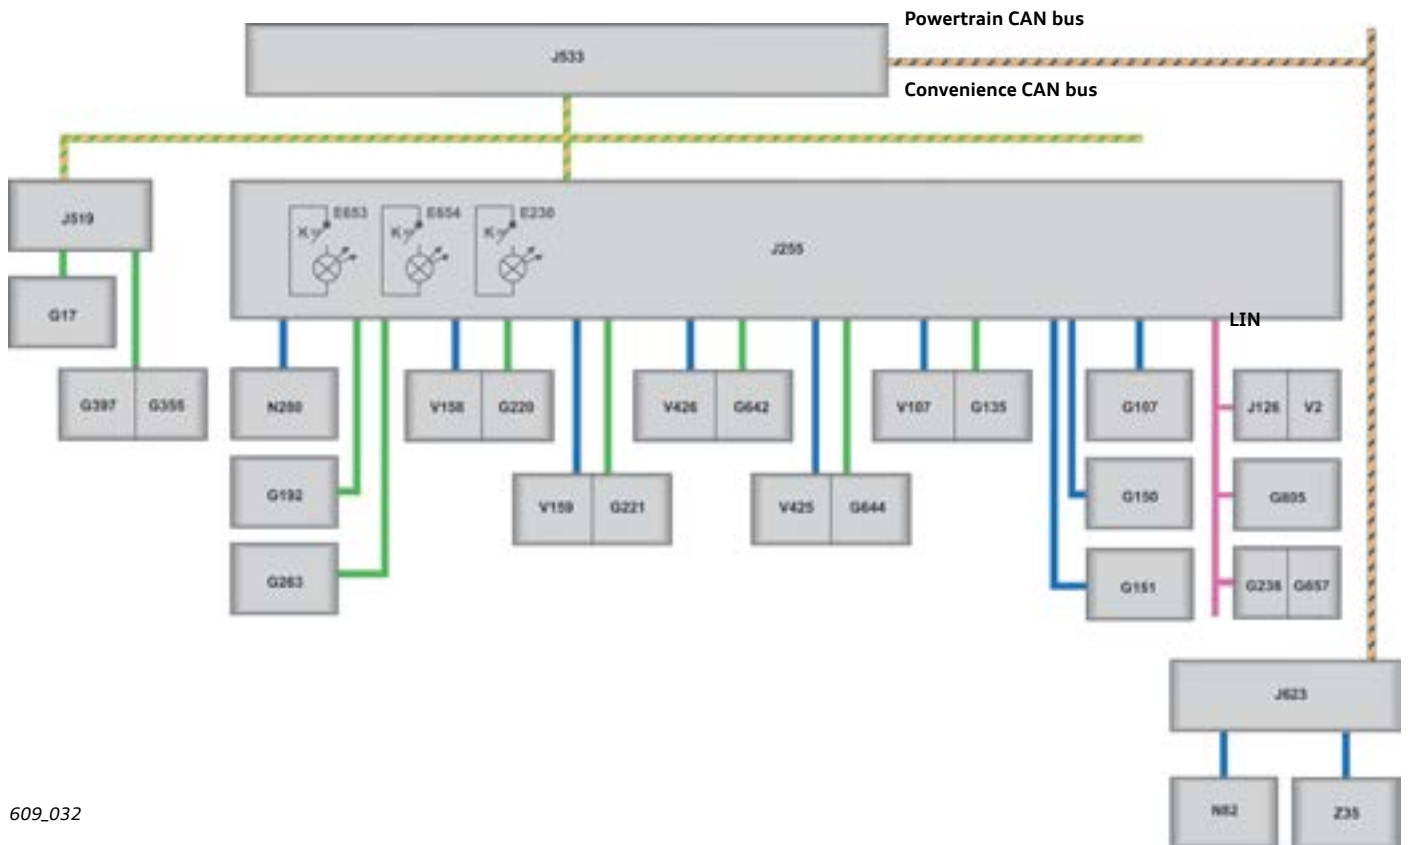 Powertrain CAN bus
J533
Convenience CAN bus
J519
E653
E654
E230
K
K
K
J255
G17
LIN
G397
G355
N280
V158
G220
V426
G642
V107
G135
G107
J126
V2
G192
V159
G221
V425
G644
G150
G805
G263
G151
G238
G657
J623
N82
Z35
609_032